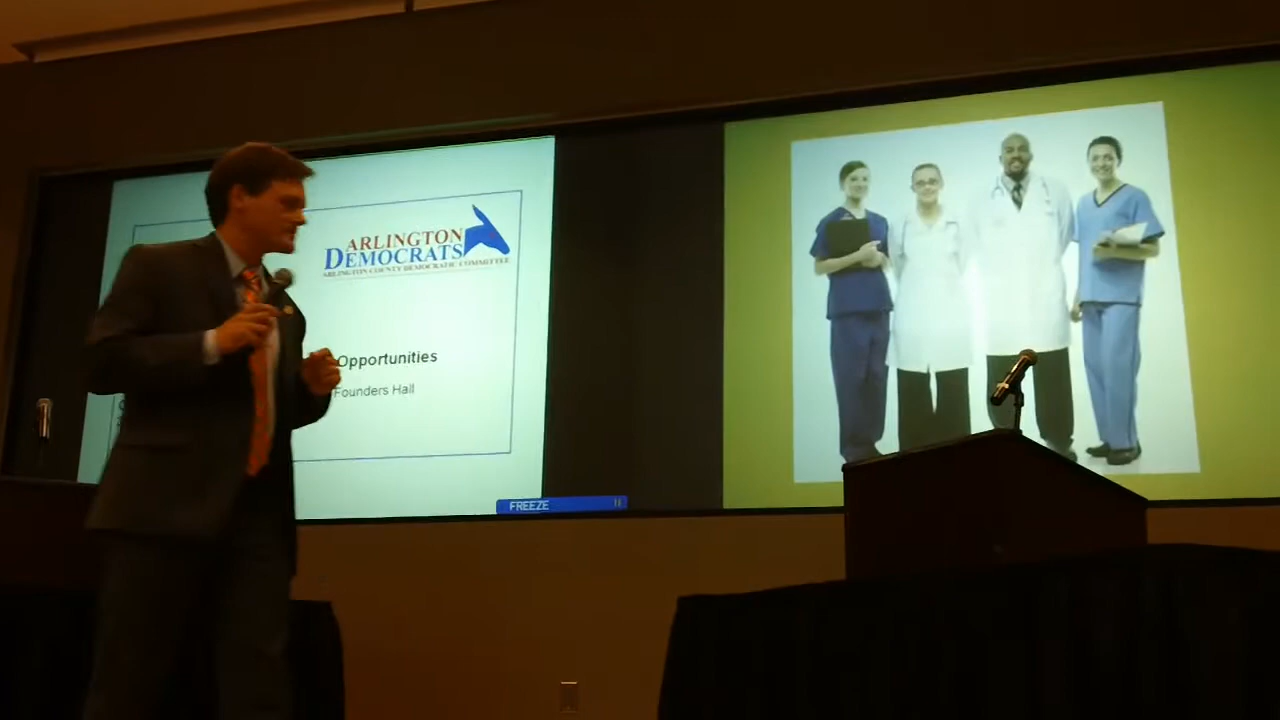 ARLINGTON
DEMOCRATS
ARLINGTON COUNTY DEMOCRATIC COMMITTEE
Opportunities
Founders Hall
FREEZE